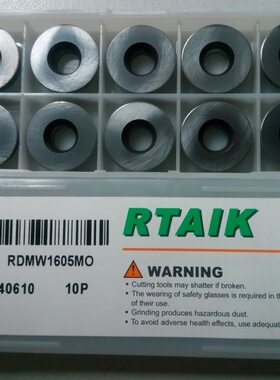 RTAIK
RDMW1605MO
40610 10P
WARNING
• Cutting tools may shatter if broken.
• The wearing of safety glasses is required in the
of their use.
• Grinding produces hazardous dust.
• To avoid adverse health effects, use adequate